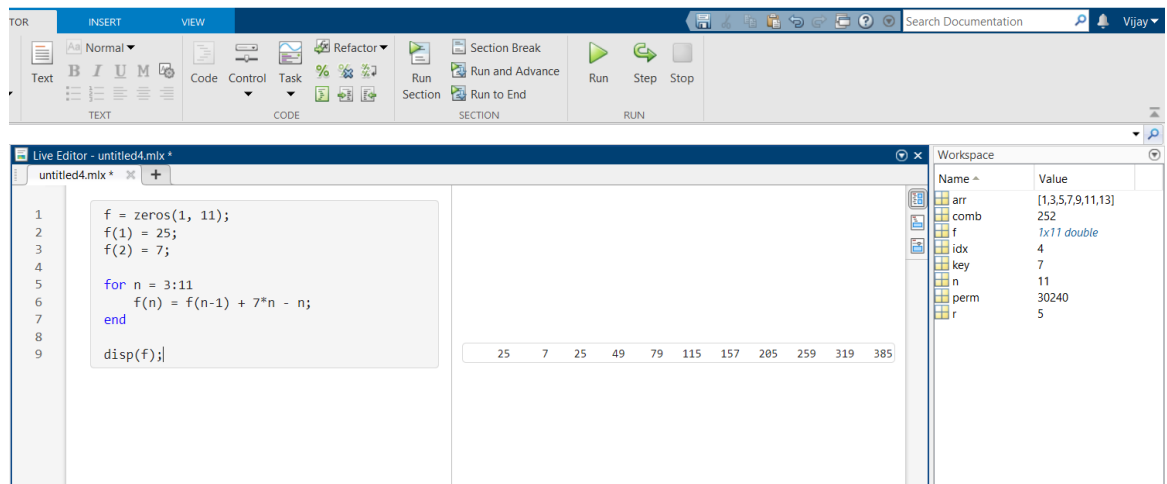 TOR INSERT VIEW Search Documentation Vijay
Aa Normal Refactor Section Break
Text B I U M Code Control Task Run Section Run and Advance Run Step Stop
Run to End
TEXT CODE SECTION RUN
Live Editor - untitled4.mlx * Workspace
untitled4.mlx * Name Value
1 f = zeros(1, 11);
2 f(1) = 25;
3 f(2) = 7;
4
5 for n = 3:11
6 f(n) = f(n-1) + 7*n - n;
7 end
8
9 disp(f);
25 7 25 49 79 115 157 205 259 319 385
arr [1,3,5,7,9,11,13]
comb 252
f 1x11 double
idx 4
key 7
n 11
perm 30240
r 5